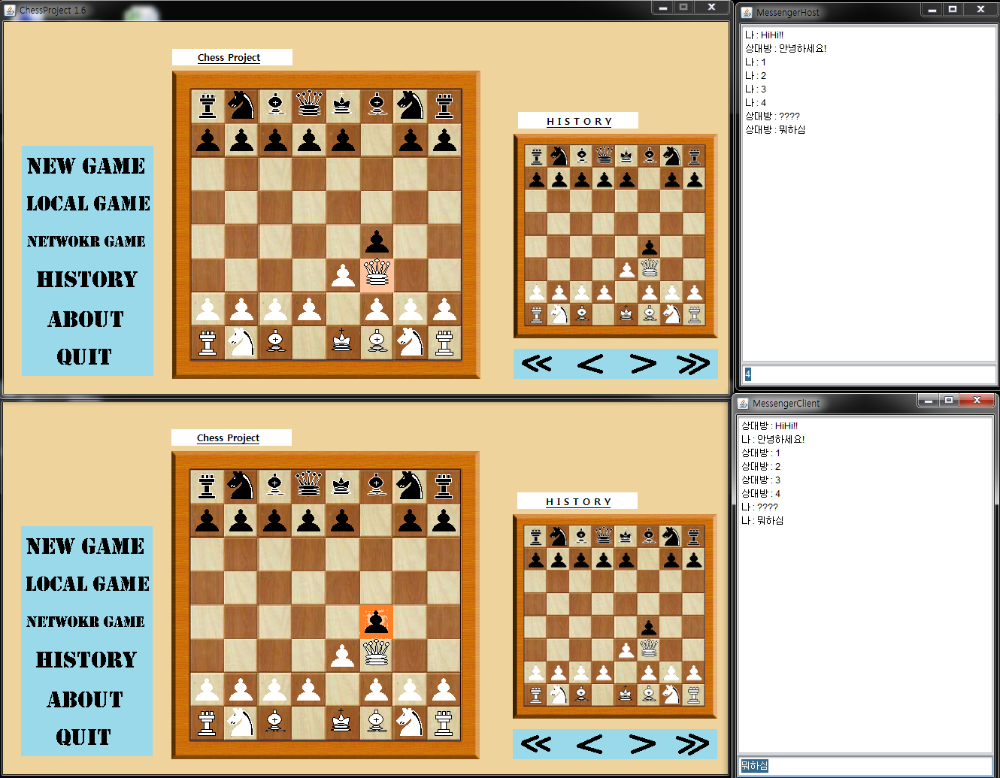 ChessProject 1.6
Chess Project
HISTORY
NEW GAME
LOCAL GAME
NETWOKR GAME
HISTORY
ABOUT
QUIT
MessengerHost
나 : HiHi!!
상대방 : 안녕하세요!
나 : 1
나 : 2
나 : 3
나 : 4
상대방 : ????
상대방 : 뭐하심
4
Chess Project
HISTORY
NEW GAME
LOCAL GAME
NETWOKR GAME
HISTORY
ABOUT
QUIT
MessengerClient
상대방 : HiHi!!
나 : 안녕하세요!
상대방 : 1
상대방 : 2
상대방 : 3
상대방 : 4
나 : ????
나 : 뭐하심
뭐하심